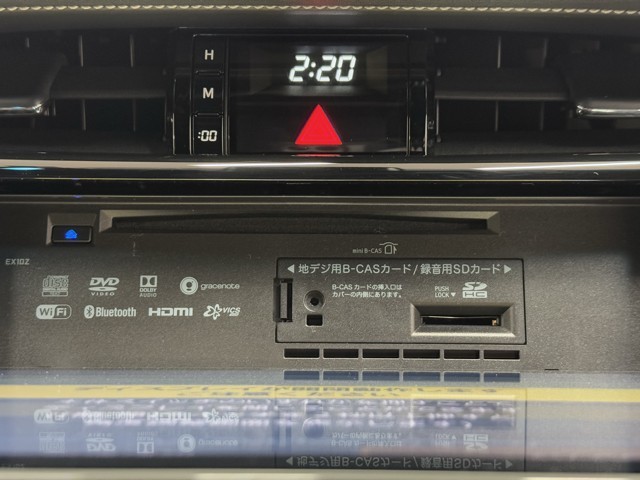 H
2:20
M
:00
EX10Z
mini B-CAS
◀ 地デジ用B-CASカード / 録音用SDカード ▶
B-CAS カードの挿入口は
カバーの内側にあります。
PUSH
LOCK ▼
SD
HC
COMPACT
disc
DVD
VIDEO
DOLBY
AUDIO
gracenote
Wi Fi
Bluetooth
HDMI
VICS